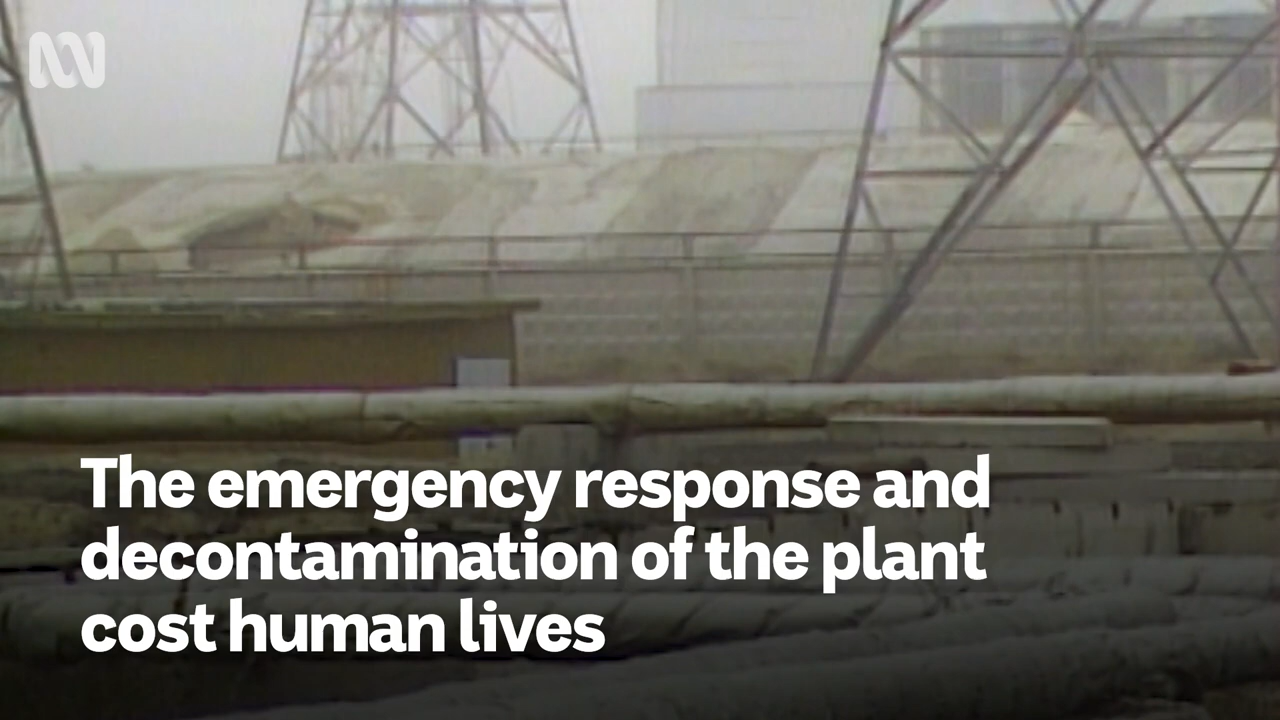 The emergency response and
decontamination of the plant
cost human lives